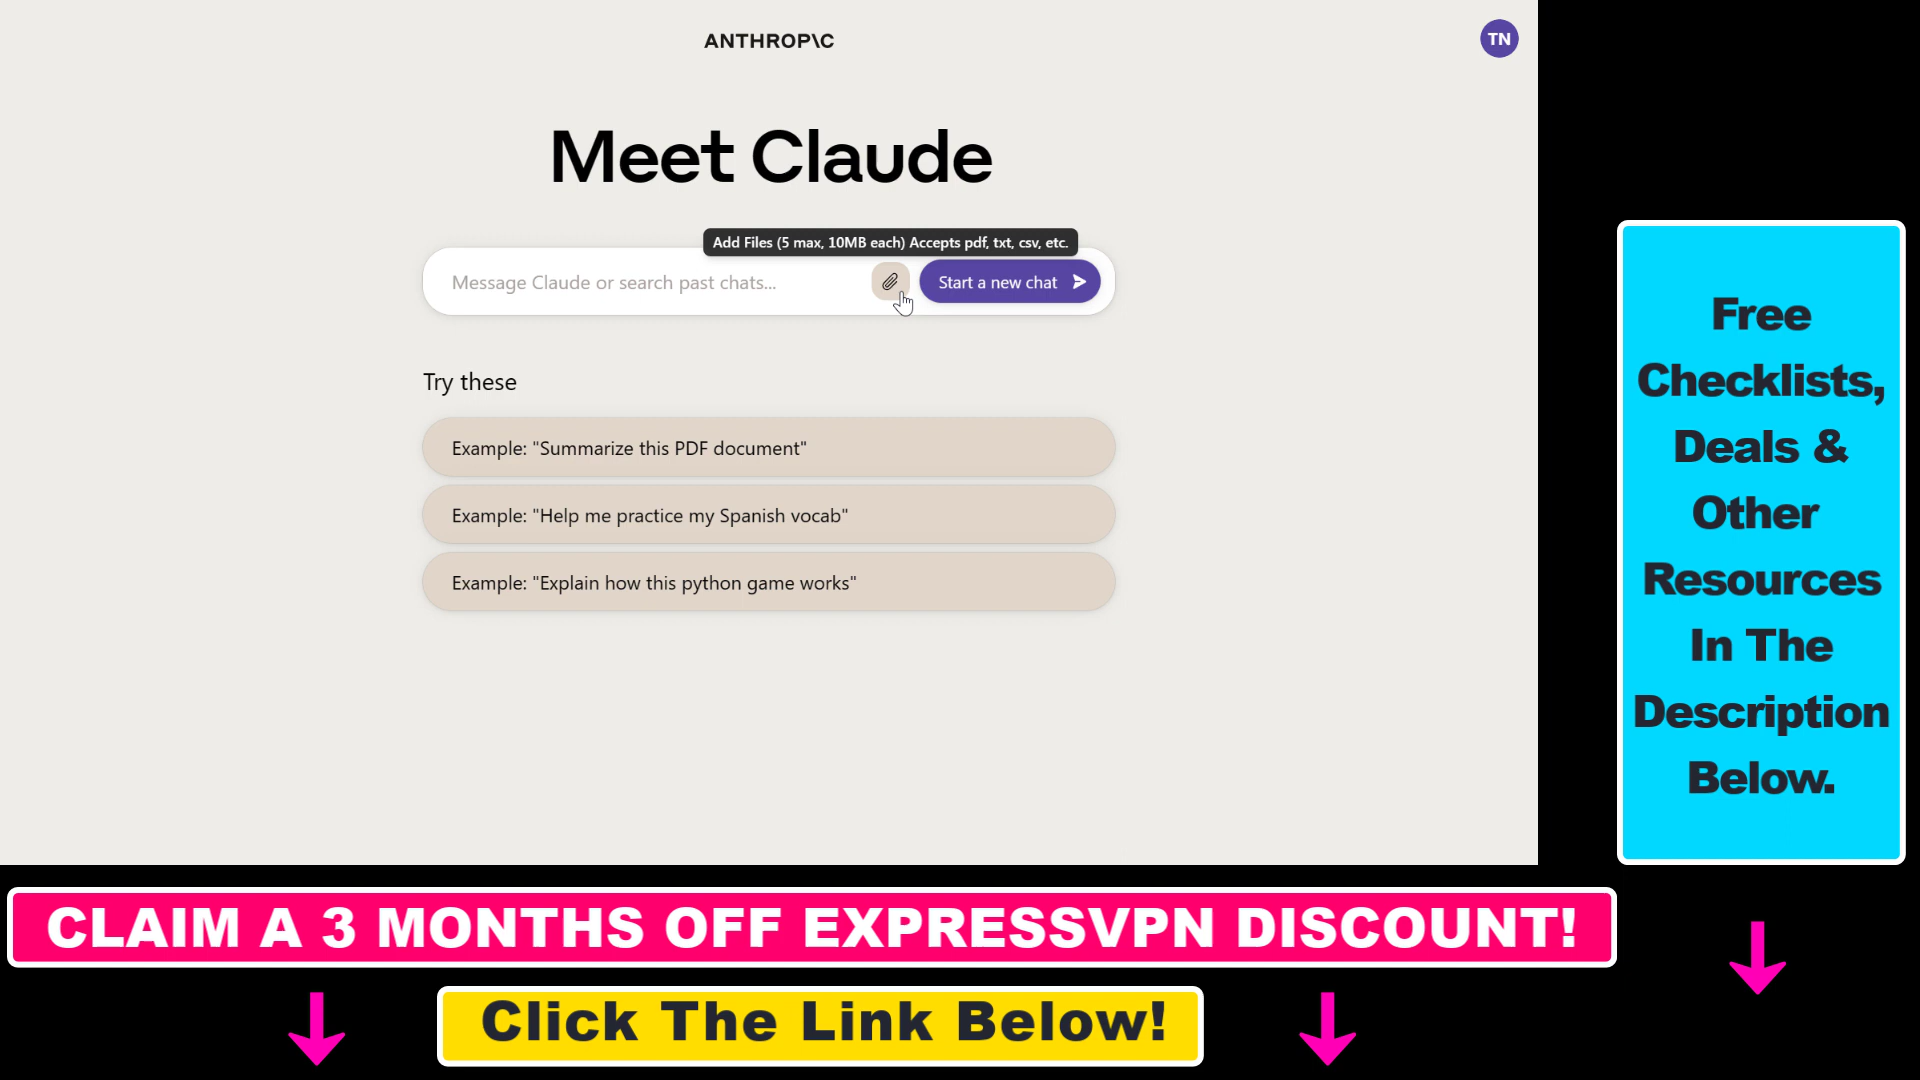 ANTHROP\C
TN
Meet Claude
Add Files (5 max, 10MB each) Accepts pdf, txt, csv, etc.
Message Claude or search past chats...
Start a new chat
Try these
Example: "Summarize this PDF document"
Example: "Help me practice my Spanish vocab"
Example: "Explain how this python game works"
Free
Checklists,
Deals &
Other
Resources
In The
Description
Below.
CLAIM A 3 MONTHS OFF EXPRESSVPN DISCOUNT!
Click The Link Below!